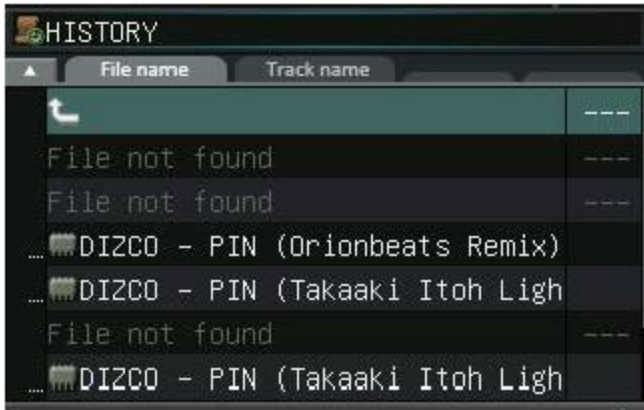 HISTORY
File name Track name
---
File not found ---
File not found ---
...DIZCO - PIN (Orionbeats Remix)
...DIZCO - PIN (Takaaki Itoh Ligh
File not found ---
...DIZCO - PIN (Takaaki Itoh Ligh